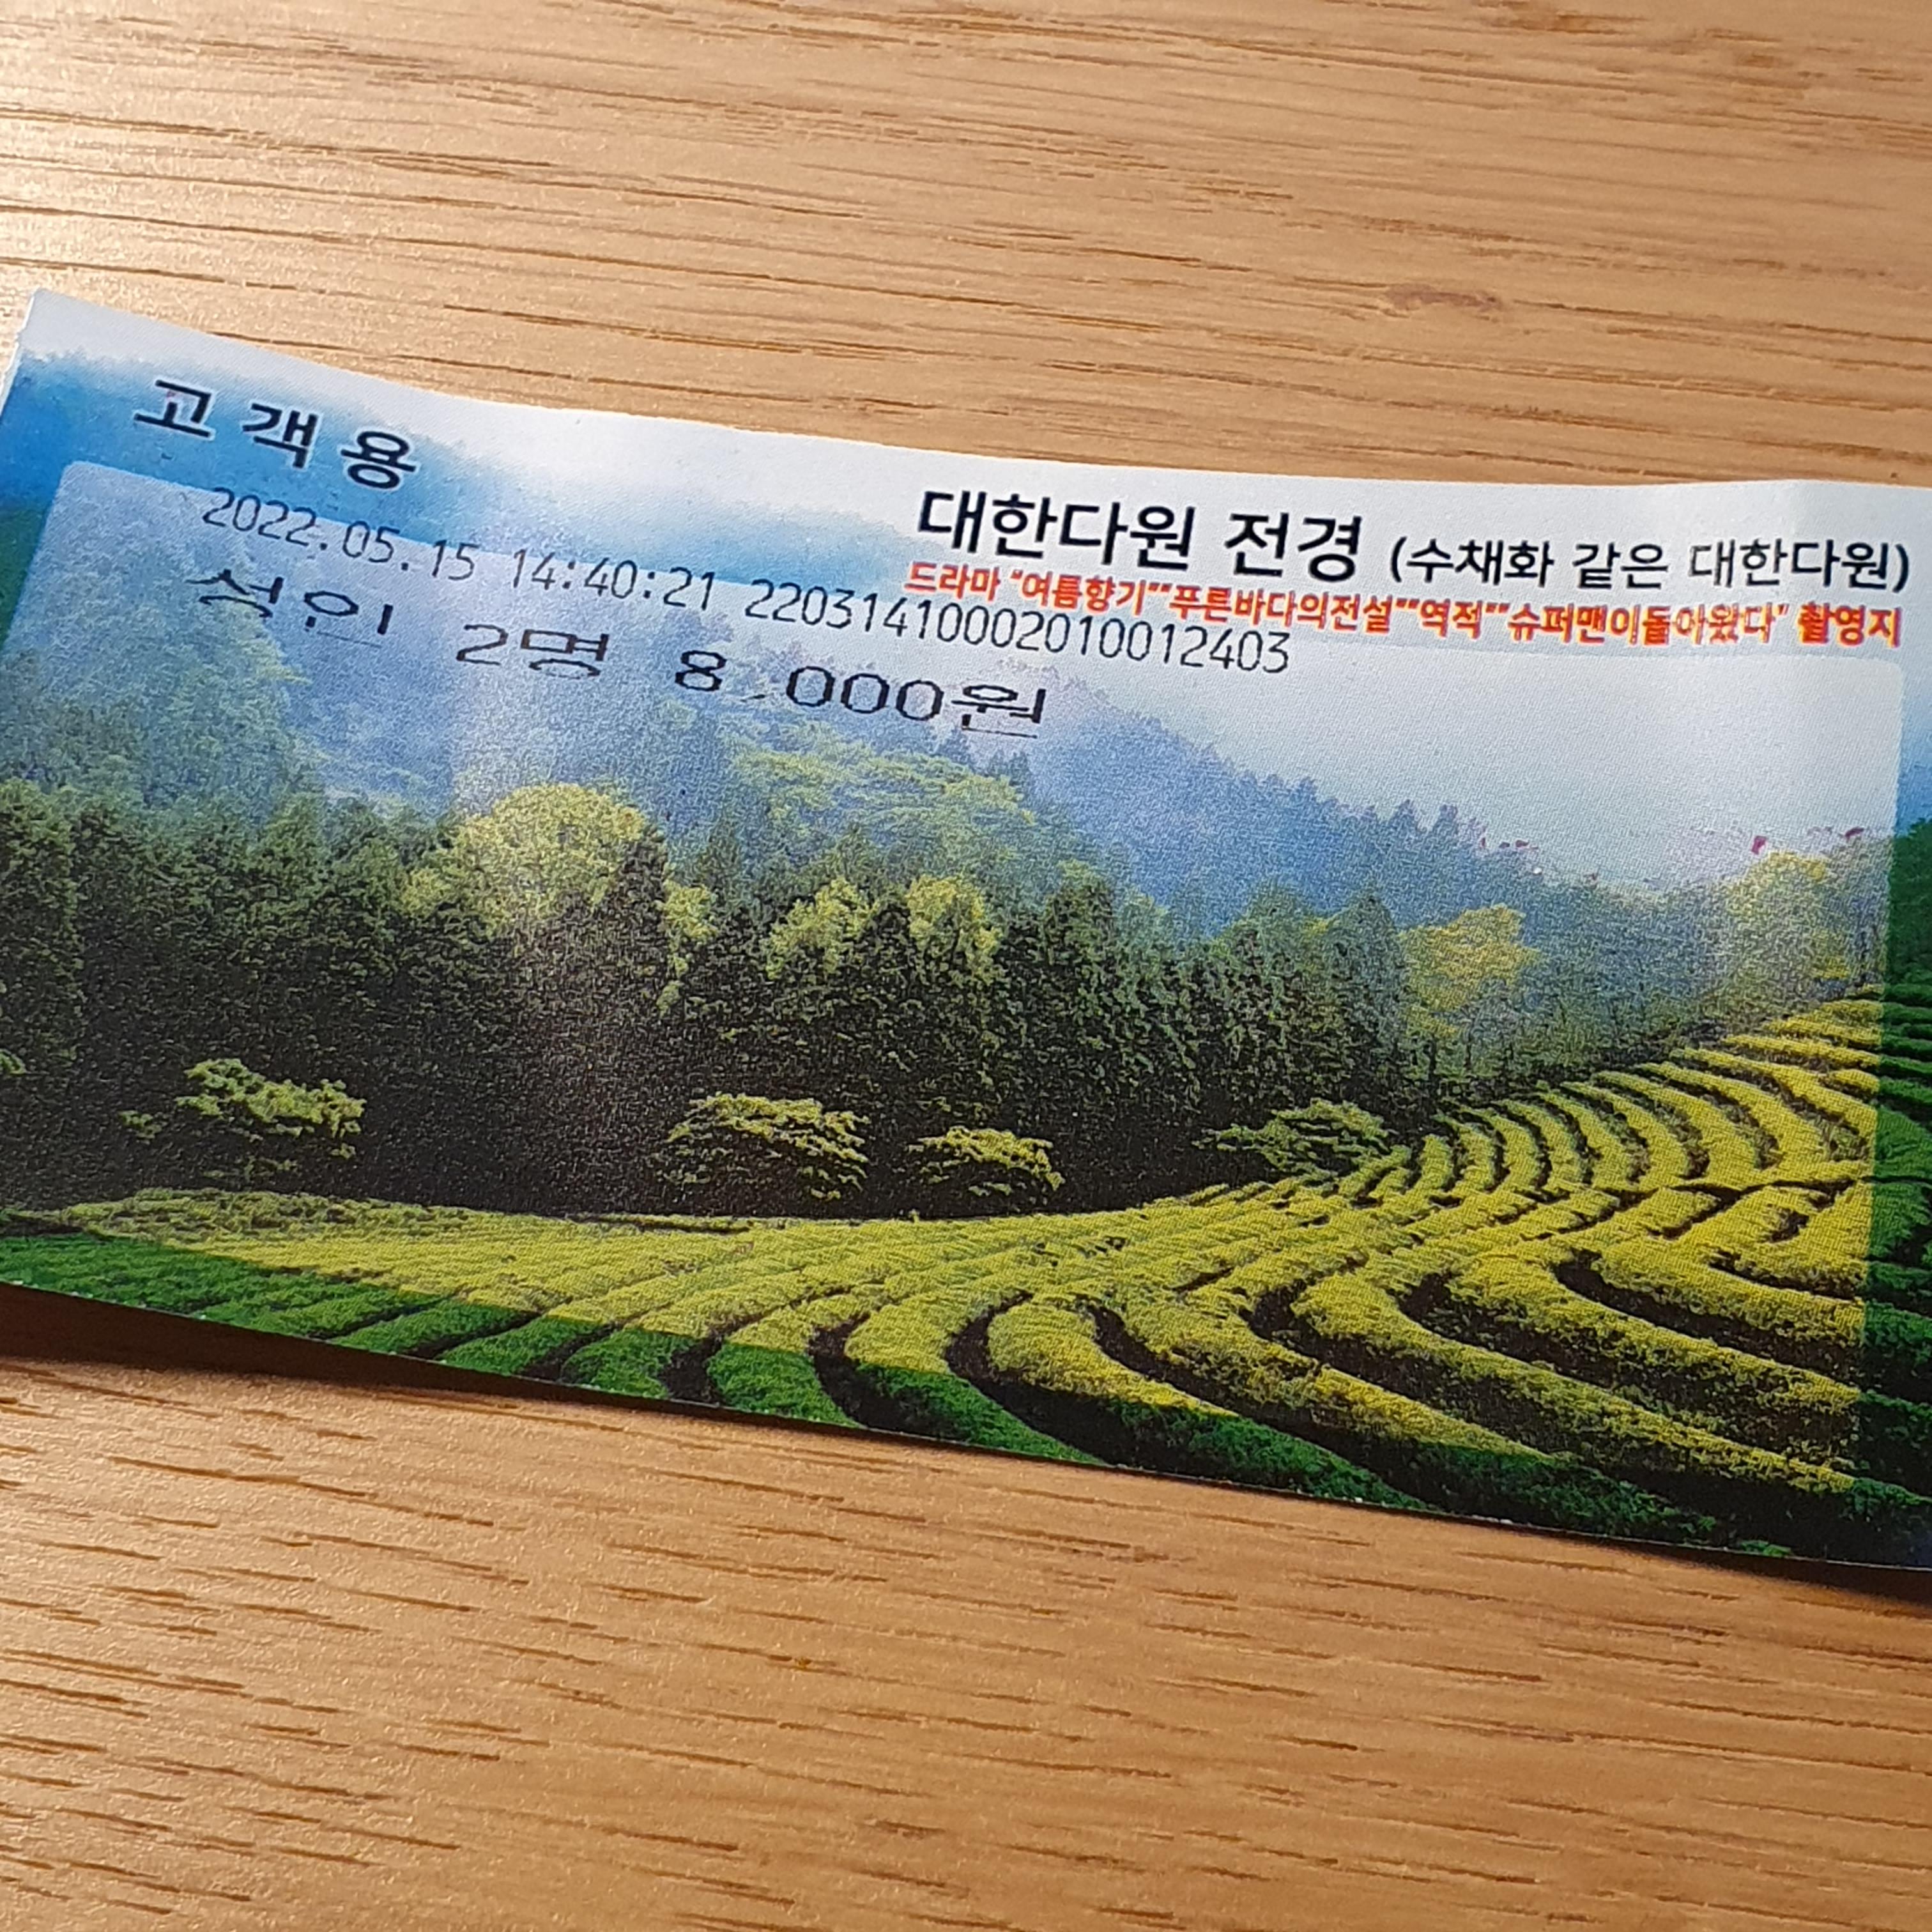 고객용
대한다원 전경 (수채화 같은 대한다원)
드라마 "여름향기""푸른바다의전설""역적""슈퍼맨이돌아왔다" 촬영지
2022.05.15 14:40:21 22031410002010012403
성인 2명 8,000원